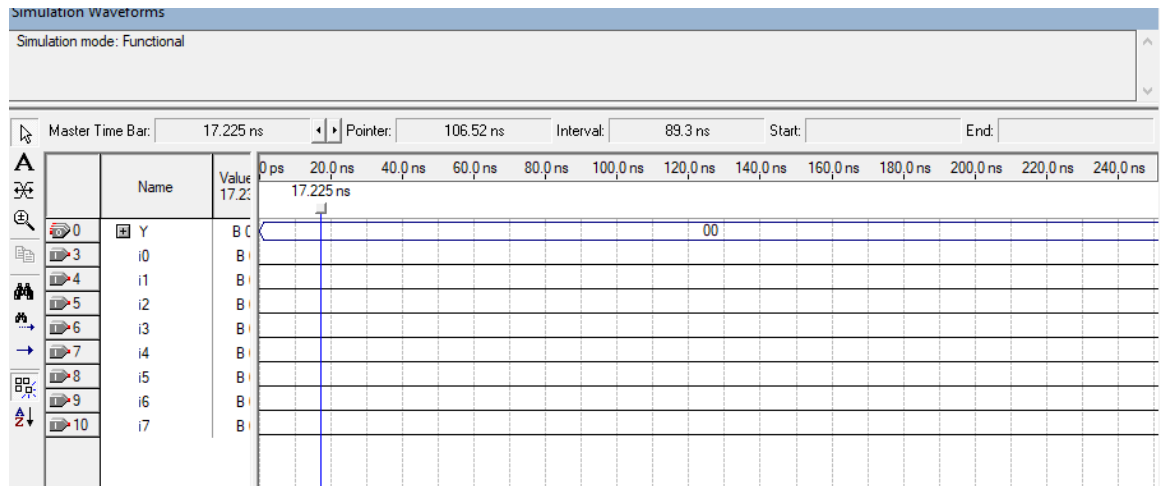 Simulation Waveforms
Simulation mode: Functional
Master Time Bar: 17.225 ns Pointer: 106.52 ns Interval: 89.3 ns Start: End:
Name Value 0 ps 20.0 ns 40.0 ns 60.0 ns 80.0 ns 100.0 ns 120.0 ns 140.0 ns 160.0 ns 180.0 ns 200.0 ns 220.0 ns 240.0 ns
17.225 ns
0 Y B 00
3 i0 B
4 i1 B
5 i2 B
6 i3 B
7 i4 B
8 i5 B
9 i6 B
10 i7 B